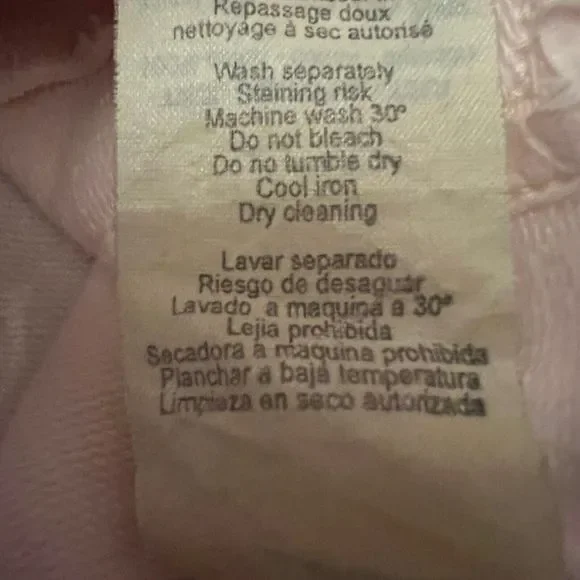 Repassage doux
nettoyage à sec autorisé
Wash separately
Staining risk
Machine wash 30°
Do not bleach
Do no tumble dry
Cool iron
Dry cleaning
Lavar separado
Riesgo de desaguar
Lavado a maquina a 30°
Lejia prohibida
Secadora a maquina prohibida
Planchar a baja temperatura
Limpieza en seco autorizada